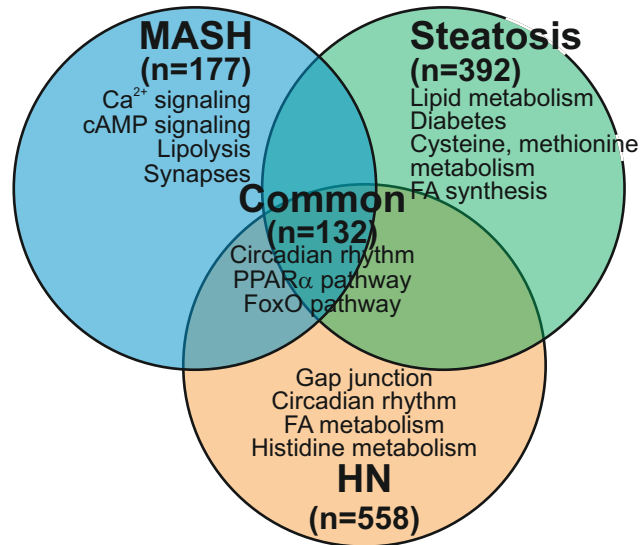 MASH
(n=177)
Ca²⁺ signaling
cAMP signaling
Lipolysis
Synapses
Steatosis
(n=392)
Lipid metabolism
Diabetes
Cysteine, methionine
metabolism
FA synthesis
Common
(n=132)
Circadian rhythm
PPARα pathway
FoxO pathway
Gap junction
Circadian rhythm
FA metabolism
Histidine metabolism
HN
(n=558)